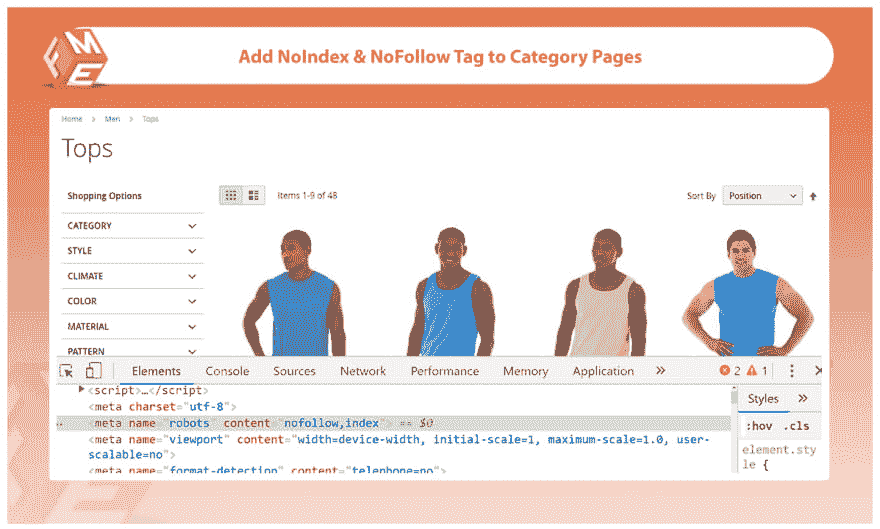 FME
Add NoIndex & NoFollow Tag to Category Pages
Home > Men > Tops
Tops
Shopping Options
Items 1-9 of 48
Sort By Position
CATEGORY
STYLE
CLIMATE
COLOR
MATERIAL
PATTERN
Elements Console Sources Network Performance Memory Application » 2 1
<script>…</script>
<meta charset="utf-8">
<meta name="robots" content="nofollow,index"> == $0
<meta name="viewport" content="width=device-width, initial-scale=1, maximum-scale=1.0, user-
scalable=no">
<meta name="format-detection" content="telephone=no">
Styles »
:hov .cls
element.sty
le {